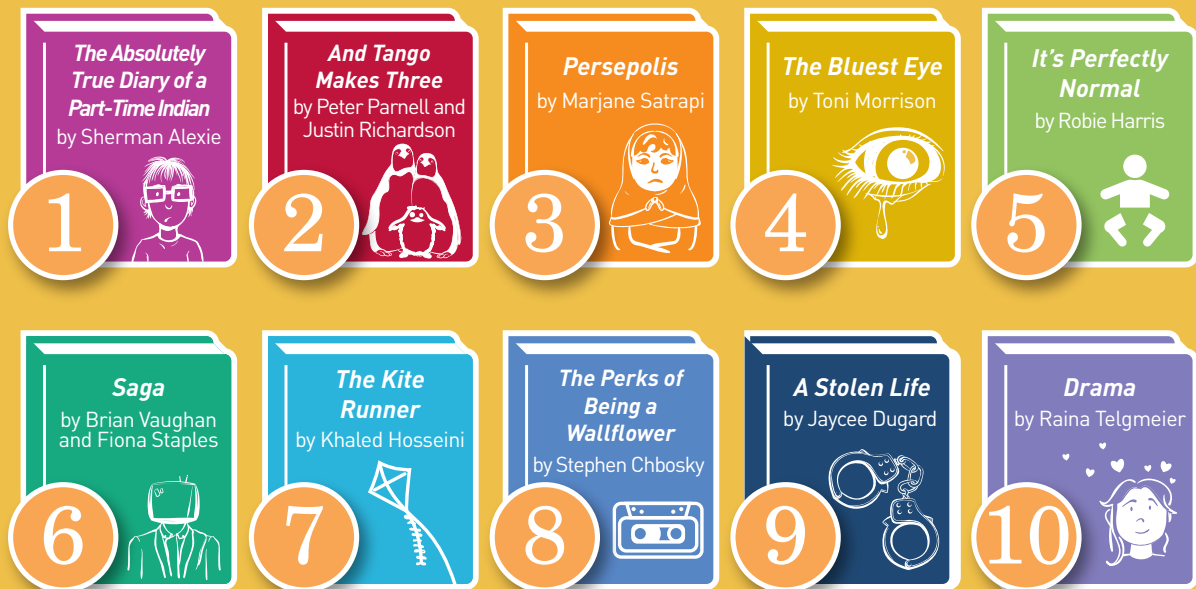 The Absolutely
True Diary of a
Part-Time Indian
by Sherman Alexie
1
And Tango
Makes Three
by Peter Parnell and
Justin Richardson
2
Persepolis
by Marjane Satrapi
3
The Bluest Eye
by Toni Morrison
4
It's Perfectly
Normal
by Robie Harris
5
Saga
by Brian Vaughan
and Fiona Staples
6
The Kite
Runner
by Khaled Hosseini
7
The Perks of
Being a
Wallflower
by Stephen Chbosky
8
A Stolen Life
by Jaycee Dugard
9
Drama
by Raina Telgmeier
10